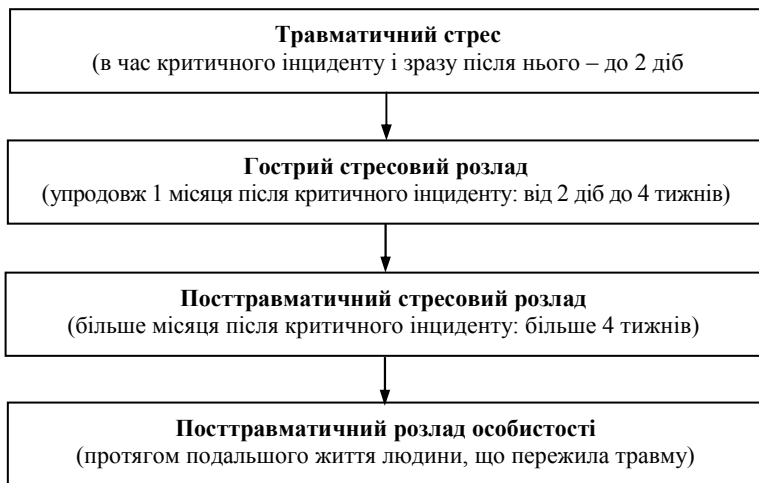 Травматичний стрес
(в час критичного інциденту і зразу після нього – до 2 діб
Гострий стресовий розлад
(упродовж 1 місяця після критичного інциденту: від 2 діб до 4 тижнів)
Посттравматичний стресовий розлад
(більше місяця після критичного інциденту: більше 4 тижнів)
Посттравматичний розлад особистості
(протягом подальшого життя людини, що пережила травму)